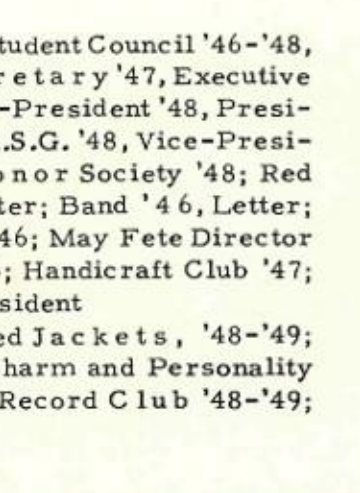 tudent Council '46-'48,
retary '47, Executive
-President '48, Presi-
.S.G. '48, Vice-Presi-
onor Society '48; Red
ter; Band '46, Letter;
46; May Fete Director
; Handicraft Club '47;
sident
ed Jackets, '48-'49;
harm and Personality
Record Club '48-'49;